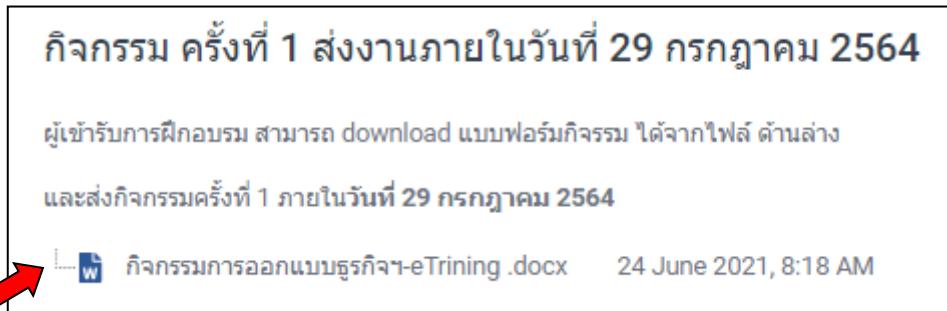 กิจกรรม ครั้งที่ 1 ส่งงานภายในวันที่ 29 กรกฎาคม 2564
ผู้เข้ารับการฝึกอบรม สามารถ download แบบฟอร์มกิจรรม ได้จากไฟล์ ด้านล่าง
และส่งกิจกรรมครั้งที่ 1 ภายในวันที่ 29 กรกฎาคม 2564
กิจกรรมการออกแบบธุรกิจฯ-eTrining .docx 24 June 2021, 8:18 AM